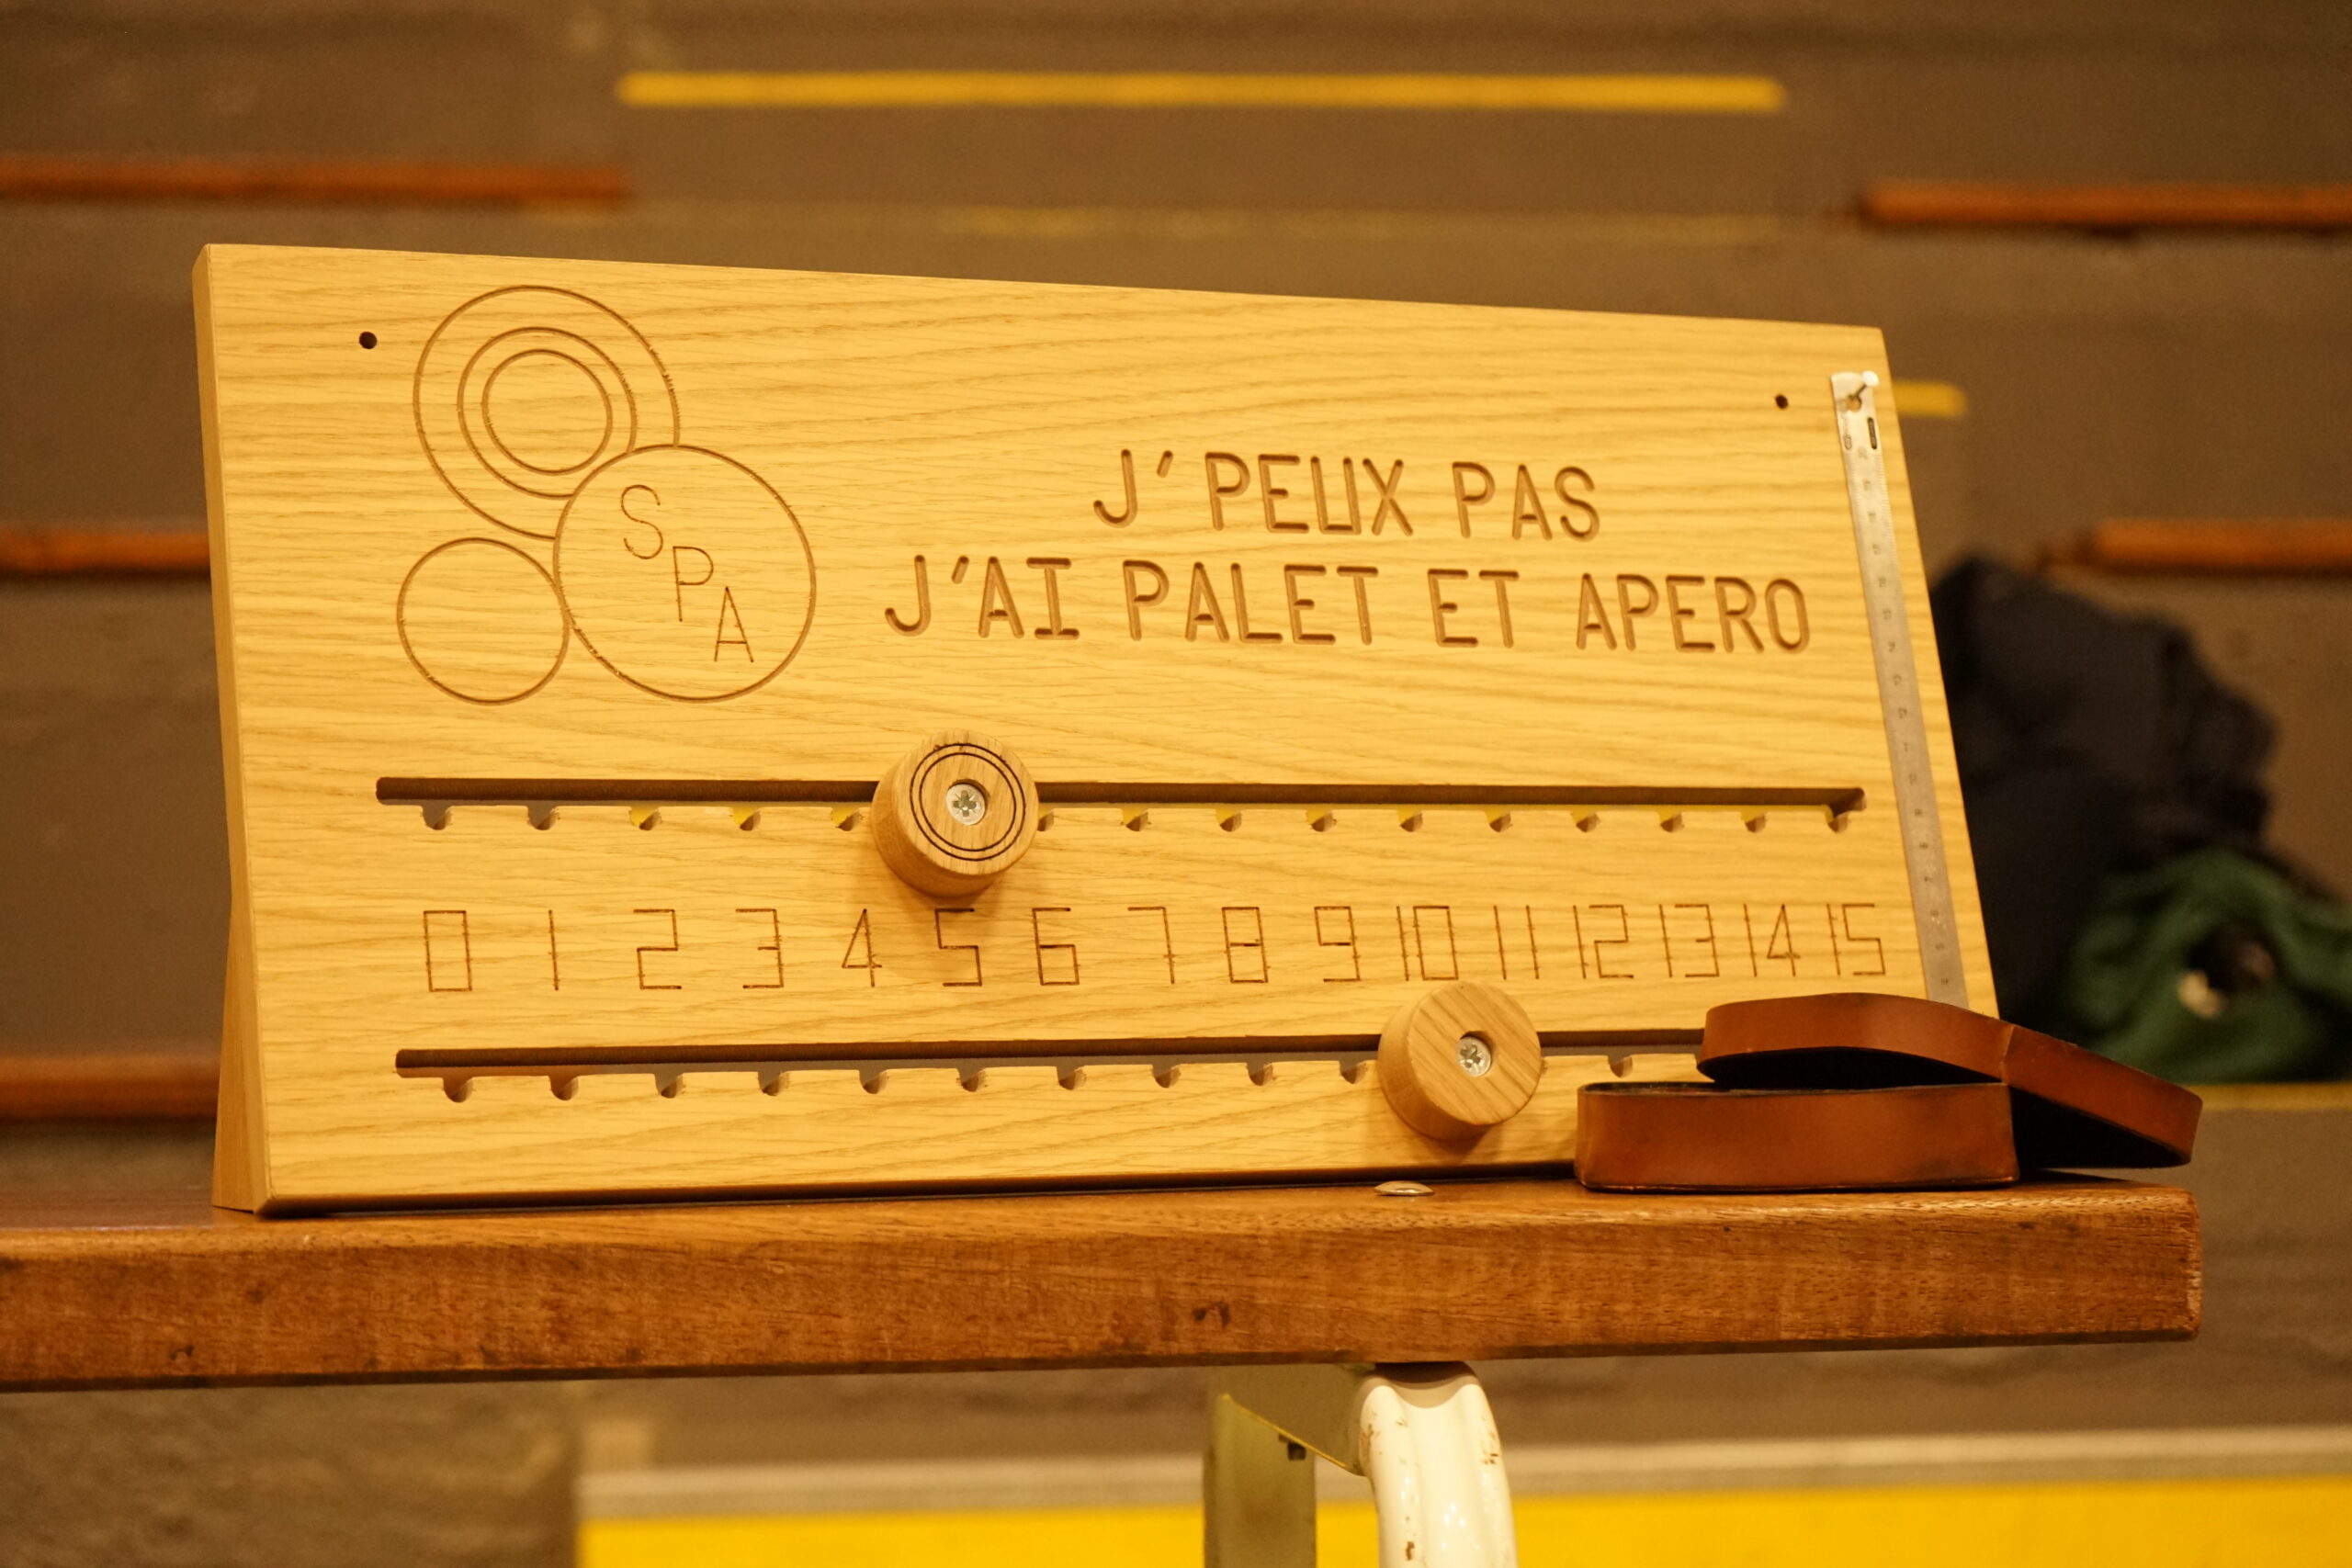 S
P
A
J' PEUX PAS
J'AI PALET ET APERO
0 1 2 3 4 5 6 7 8 9 10 11 12 13 14 15